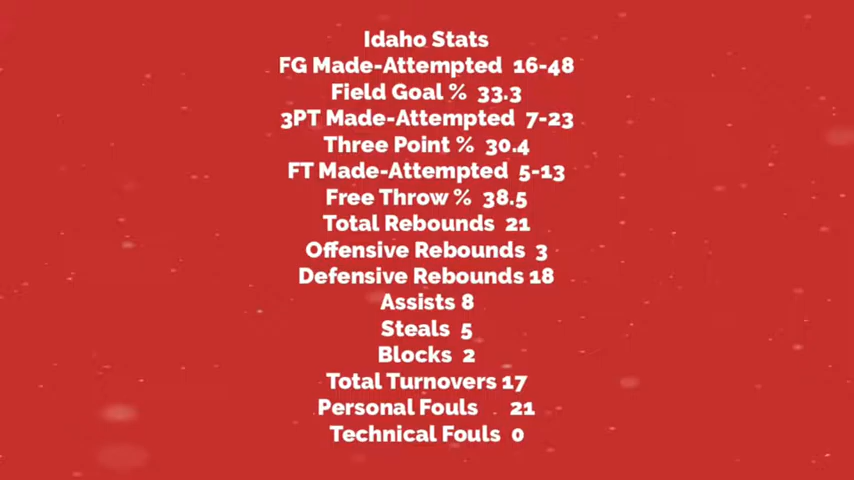 Idaho Stats
FG Made-Attempted 16-48
Field Goal % 33.3
3PT Made-Attempted 7-23
Three Point % 30.4
FT Made-Attempted 5-13
Free Throw % 38.5
Total Rebounds 21
Offensive Rebounds 3
Defensive Rebounds 18
Assists 8
Steals 5
Blocks 2
Total Turnovers 17
Personal Fouls 21
Technical Fouls 0